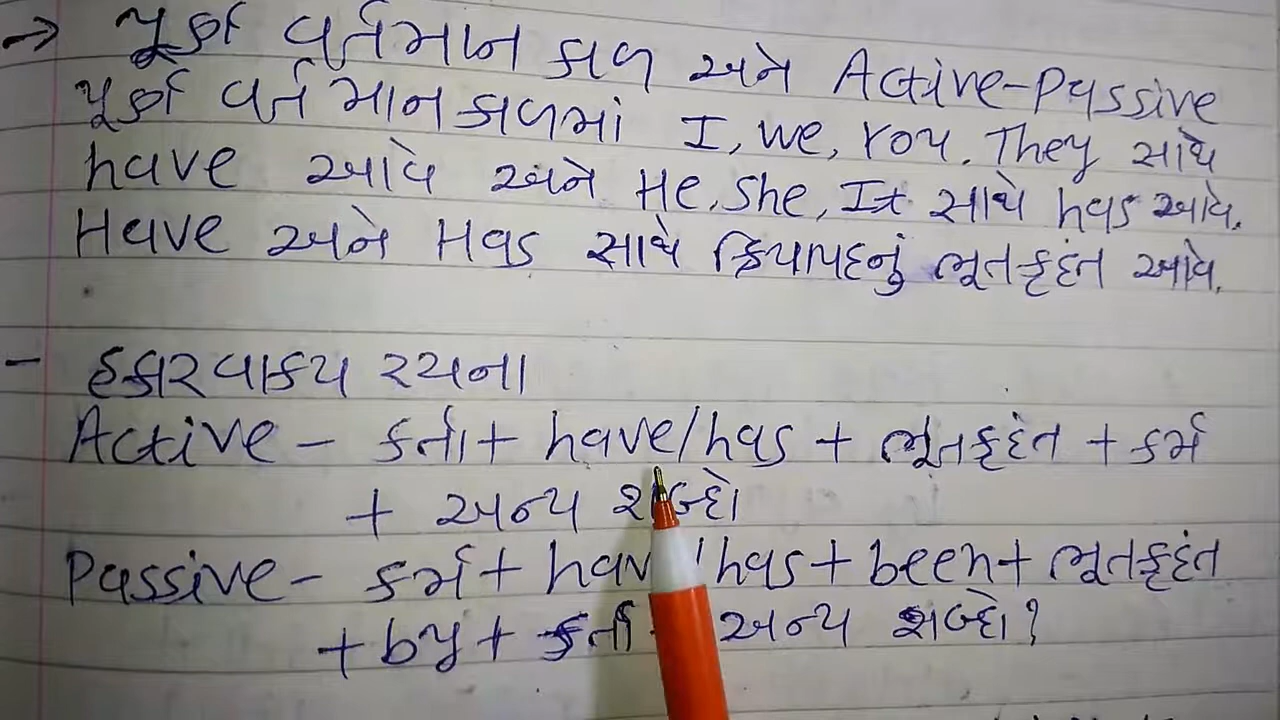 → પૂર્ણ વર્તમાન કાળ અને Active-Passive
પૂર્ણ વર્તમાન કાળમાં I, we, You, They સાથે
have આવે અને He, She, It સાથે has આવે.
Have અને Has સાથે ક્રિયાપદનું ભૂતકૃદંત આવે.
- હકારવાક્ય રચના
Active - કર્તા + have/has + ભૂતકૃદંત + કર્મ
+ અન્ય શબ્દો
Passive - કર્મ + have/has + been + ભૂતકૃદંત
+ by + કર્તા અન્ય શબ્દો?